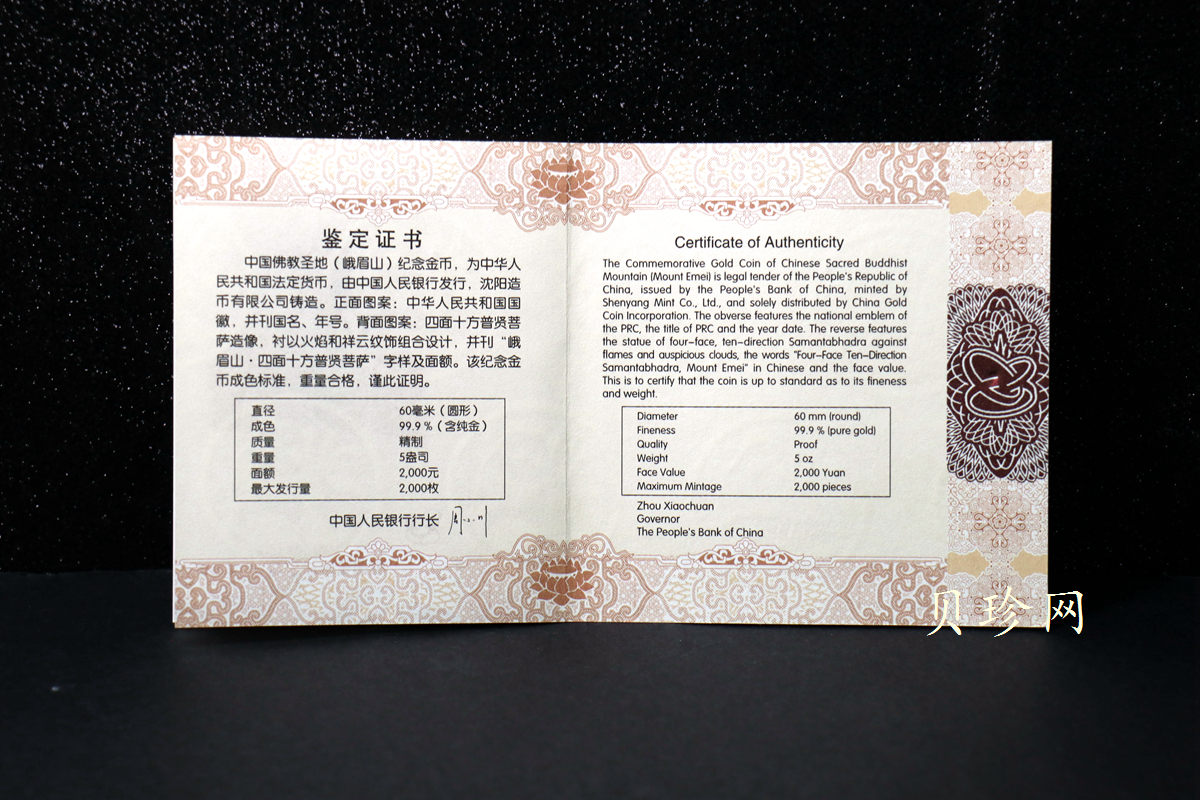 鉴定证书
中国佛教圣地（峨眉山）纪念金币，为中华人
民共和国法定货币，由中国人民银行发行，沈阳造
币有限公司铸造。正面图案：中华人民共和国国
徽，并刊国名、年号。背面图案：四面十方普贤菩
萨造像，衬以火焰和祥云纹饰组合设计，并刊“峨
眉山·四面十方普贤菩萨”字样及面额。该纪念金
币成色标准，重量合格，谨此证明。
直径 60毫米（圆形）
成色 99.9 %（含纯金）
质量 精制
重量 5盎司
面额 2,000元
最大发行量 2,000枚
中国人民银行行长
Certificate of Authenticity
The Commemorative Gold Coin of Chinese Sacred Buddhist
Mountain (Mount Emei) is legal tender of the People's Republic of
China, issued by the People's Bank of China, minted by
Shenyang Mint Co., Ltd., and solely distributed by China Gold
Coin Incorporation. The obverse features the national emblem of
the PRC, the title of PRC and the year date. The reverse features
the statue of four-face, ten-direction Samantabhadra against
flames and auspicious clouds, the words "Four-Face Ten-Direction
Samantabhadra, Mount Emei" in Chinese and the face value.
This is to certify that the coin is up to standard as to its fineness
and weight.
Diameter 60 mm (round)
Fineness 99.9 % (pure gold)
Quality Proof
Weight 5 oz
Face Value 2,000 Yuan
Maximum Mintage 2,000 pieces
Zhou Xiaochuan
Governor
The People's Bank of China
贝珍网